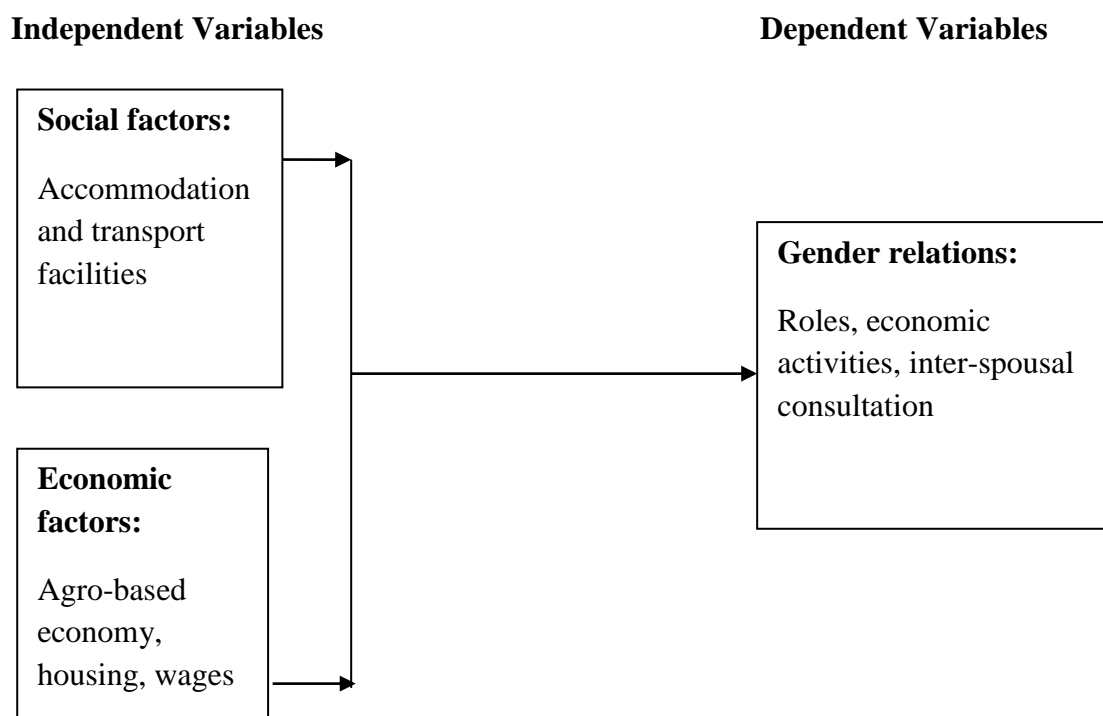 Independent Variables
Dependent Variables
Social factors:
Accommodation
and transport
facilities
Gender relations:
Roles, economic
activities, inter-spousal
consultation
Economic
factors:
Agro-based
economy,
housing, wages